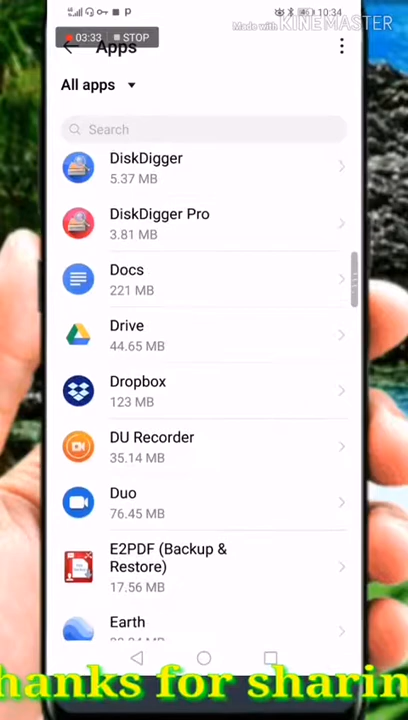 10:34
Made with KINEMASTER
03:33 STOP
Apps
All apps
Search
DiskDigger
5.37 MB
DiskDigger Pro
3.81 MB
Docs
221 MB
Drive
44.65 MB
Dropbox
123 MB
DU Recorder
35.14 MB
Duo
76.45 MB
E2PDF (Backup &
Restore)
17.56 MB
Earth
for sharin